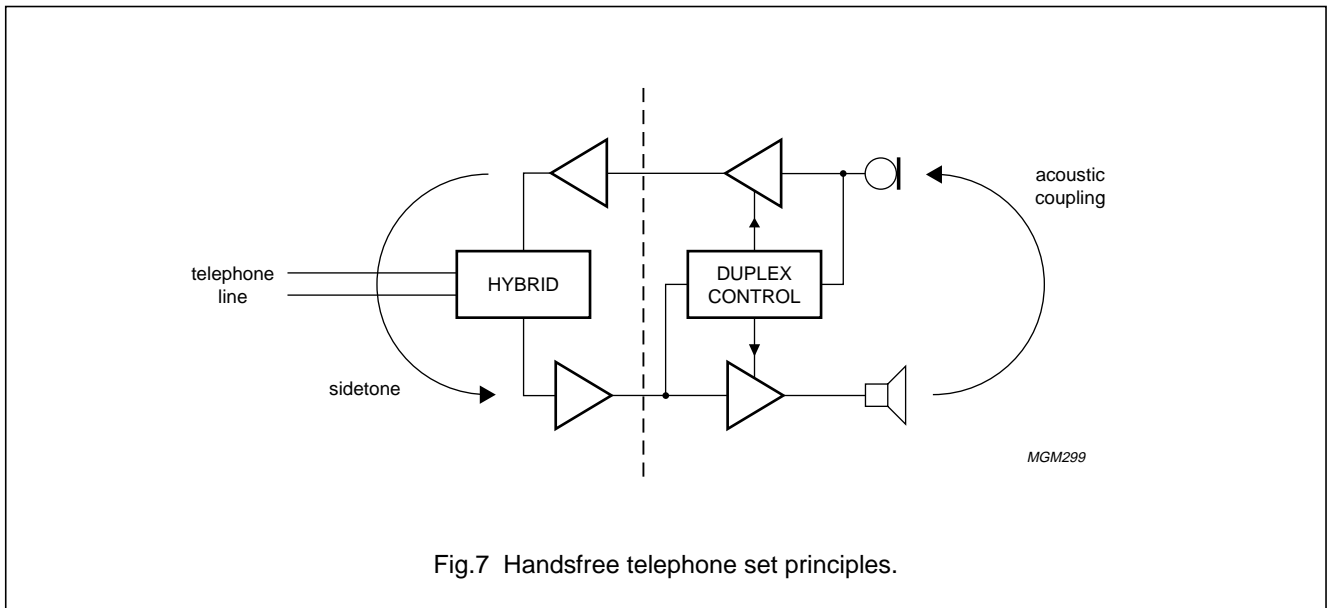 acoustic
coupling
telephone
line
HYBRID
DUPLEX
CONTROL
sidetone
MGM299
Fig.7 Handsfree telephone set principles.